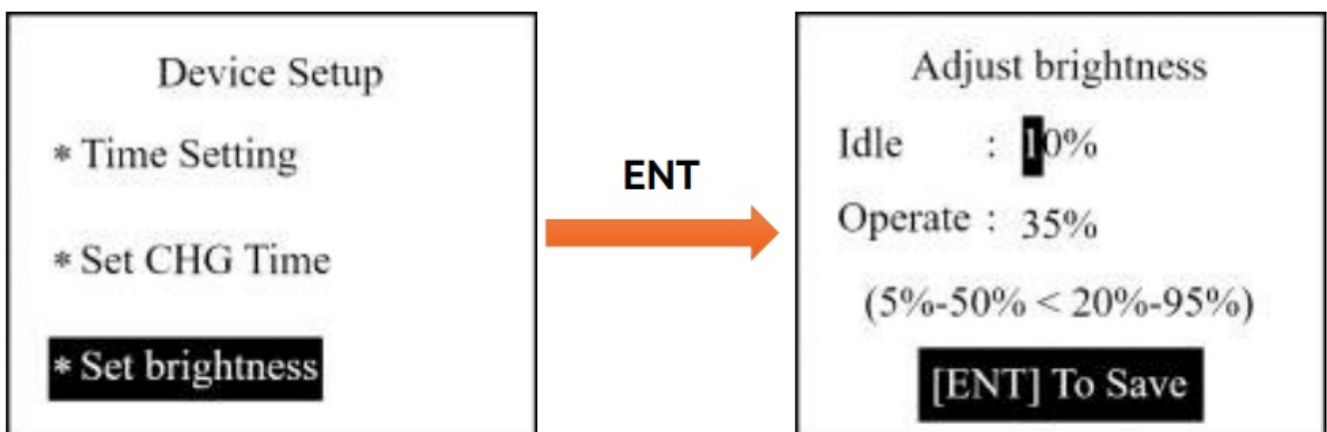 Device Setup
* Time Setting
* Set CHG Time
* Set brightness
ENT
Adjust brightness
Idle : 10%
Operate : 35%
(5%-50% < 20%-95%)
[ENT] To Save